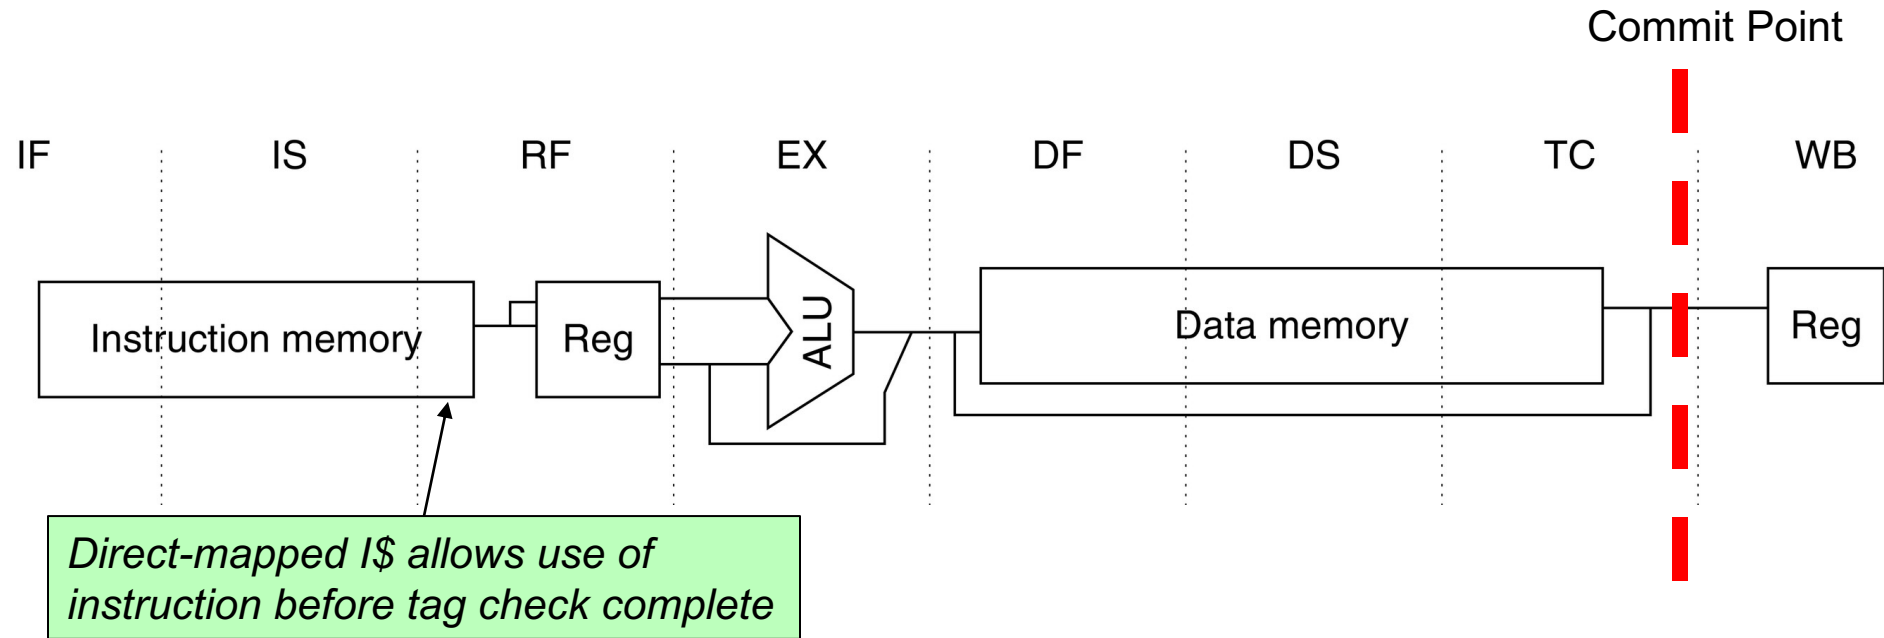 Commit Point
IF IS RF EX DF DS TC WB
Instruction memory Reg ALU Data memory Reg
Direct-mapped I$ allows use of
instruction before tag check complete